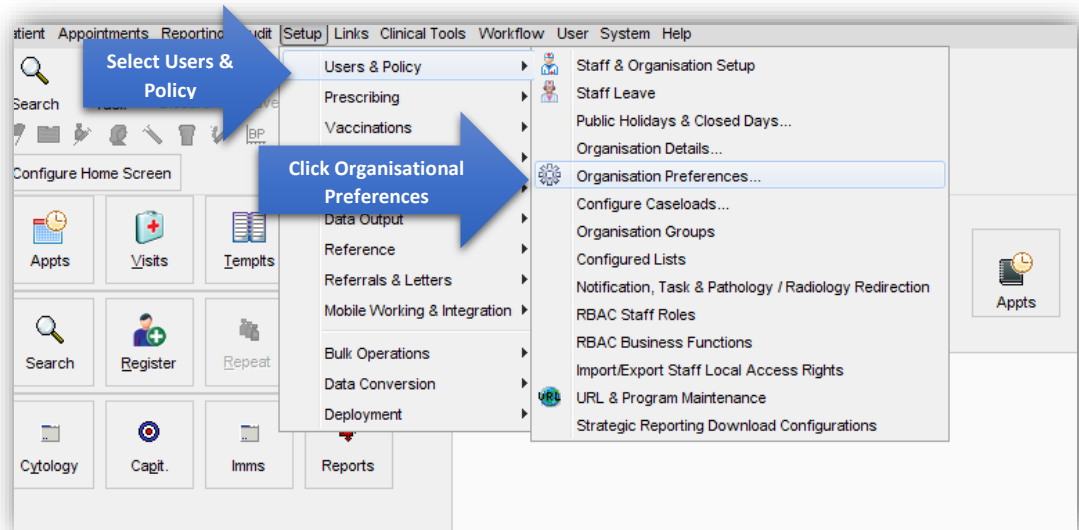 atient Appointments Reporting Audit Setup Links Clinical Tools Workflow User System Help
Select Users &
Policy
Search
BP
Configure Home Screen
Users & Policy
Prescribing
Vaccinations
Click Organisational
Preferences
Data Output
Reference
Referrals & Letters
Mobile Working & Integration
Bulk Operations
Data Conversion
Deployment
Staff & Organisation Setup
Staff Leave
Public Holidays & Closed Days...
Organisation Details...
Organisation Preferences...
Configure Caseloads...
Organisation Groups
Configured Lists
Notification, Task & Pathology / Radiology Redirection
RBAC Staff Roles
RBAC Business Functions
Import/Export Staff Local Access Rights
URL
URL & Program Maintenance
Strategic Reporting Download Configurations
Appts
Visits
Templts
Appts
Search
Register
Repeat
Cytology
Capit.
Imms
Reports